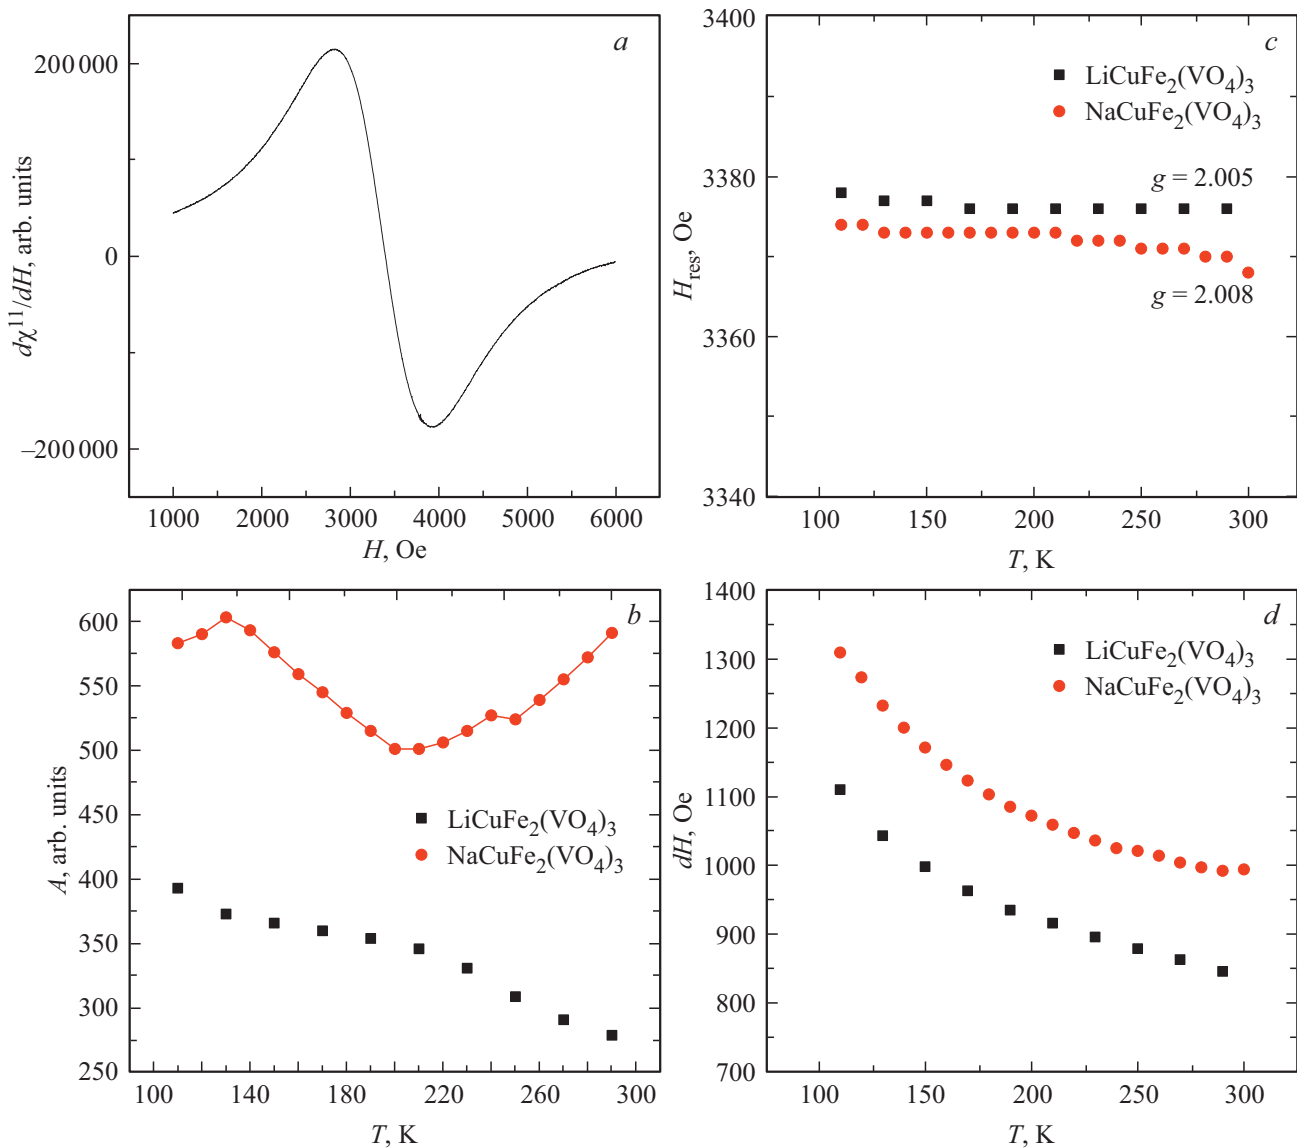 a
200 000
0
–200 000
dχ¹¹/dH, arb. units
1000 2000 3000 4000 5000 6000
H, Oe
c
LiCuFe₂(VO₄)₃
NaCuFe₂(VO₄)₃
g = 2.005
g = 2.008
3400
3380
3360
3340
H_res, Oe
100 150 200 250 300
T, K
b
600
550
500
450
400
350
300
250
A, arb. units
LiCuFe₂(VO₄)₃
NaCuFe₂(VO₄)₃
100 140 180 220 260 300
T, K
d
LiCuFe₂(VO₄)₃
NaCuFe₂(VO₄)₃
1400
1300
1200
1100
1000
900
800
700
dH, Oe
100 150 200 250 300
T, K